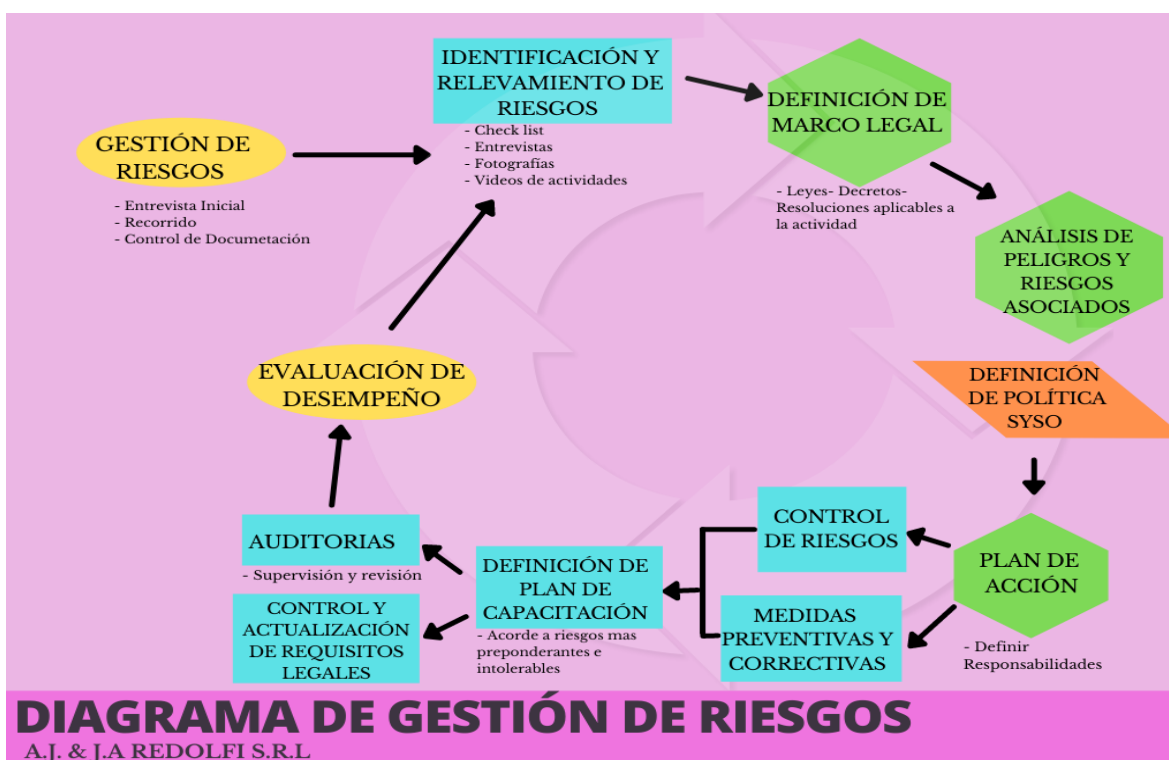 IDENTIFICACIÓN Y
RELEVAMIENTO DE
RIESGOS
- Check list
- Entrevistas
- Fotografías
- Videos de actividades
GESTIÓN DE
RIESGOS
- Entrevista Inicial
- Recorrido
- Control de Documetación
DEFINICIÓN DE
MARCO LEGAL
- Leyes- Decretos-
Resoluciones aplicables a
la actividad
ANÁLISIS DE
PELIGROS Y
RIESGOS
ASOCIADOS
DEFINICIÓN
DE POLÍTICA
SYSO
PLAN DE
ACCIÓN
- Definir
Responsabilidades
CONTROL
DE RIESGOS
MEDIDAS
PREVENTIVAS Y
CORRECTIVAS
DEFINICIÓN DE
PLAN DE
CAPACITACIÓN
- Acorde a riesgos mas
preponderantes e
intolerables
AUDITORIAS
- Supervisión y revisión
CONTROL Y
ACTUALIZACIÓN
DE REQUISITOS
LEGALES
EVALUACIÓN DE
DESEMPEÑO
DIAGRAMA DE GESTIÓN DE RIESGOS
A.J. & J.A REDOLFI S.R.L